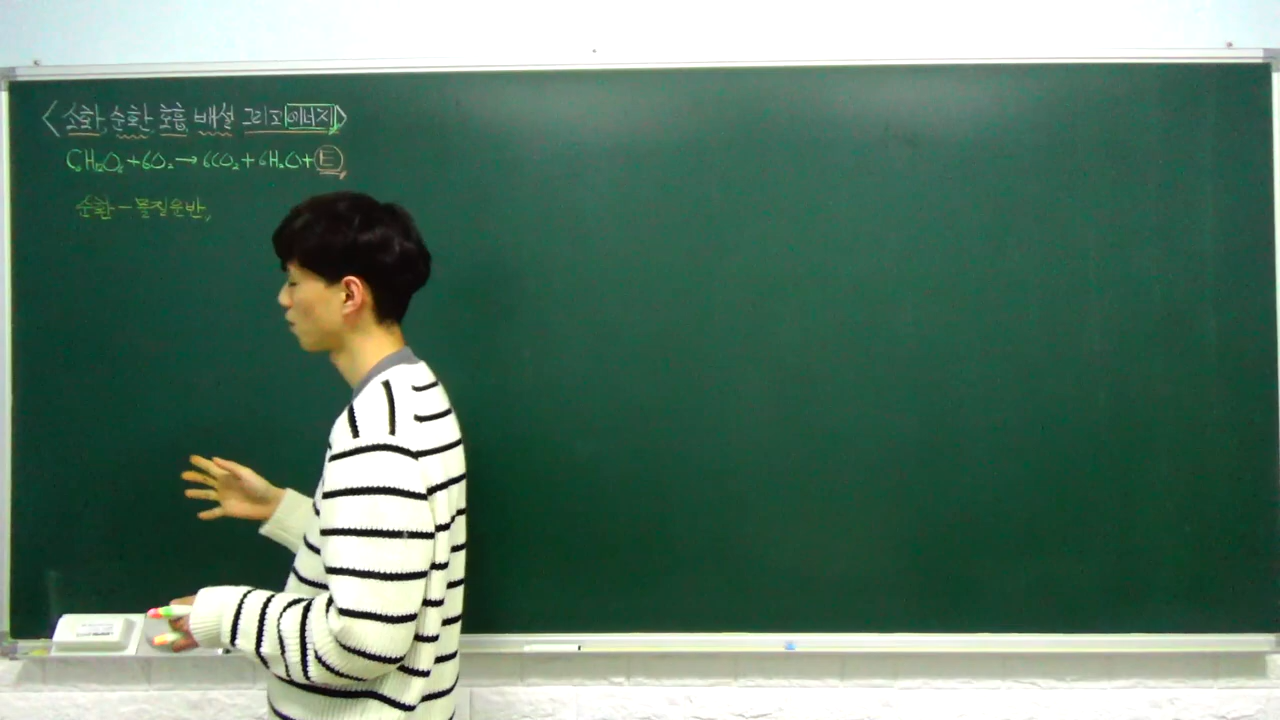 <소화, 순환, 호흡, 배설 그리고 에너지>
C₆H₁₂O₆+6O₂→6CO₂+6H₂O+E
순환-물질운반,